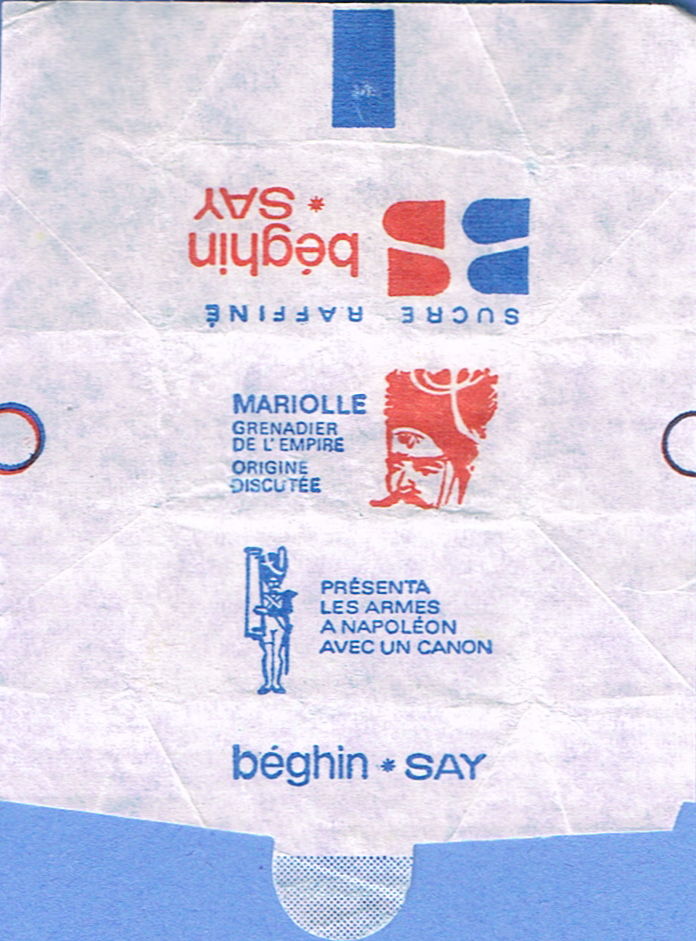 SAY *
béghin
SUCRE RAFFINÉ
MARIOLLE
GRENADIER
DE L'EMPIRE
ORIGINE
DISCUTÉE
PRÉSENTA
LES ARMES
A NAPOLÉON
AVEC UN CANON
béghin * SAY